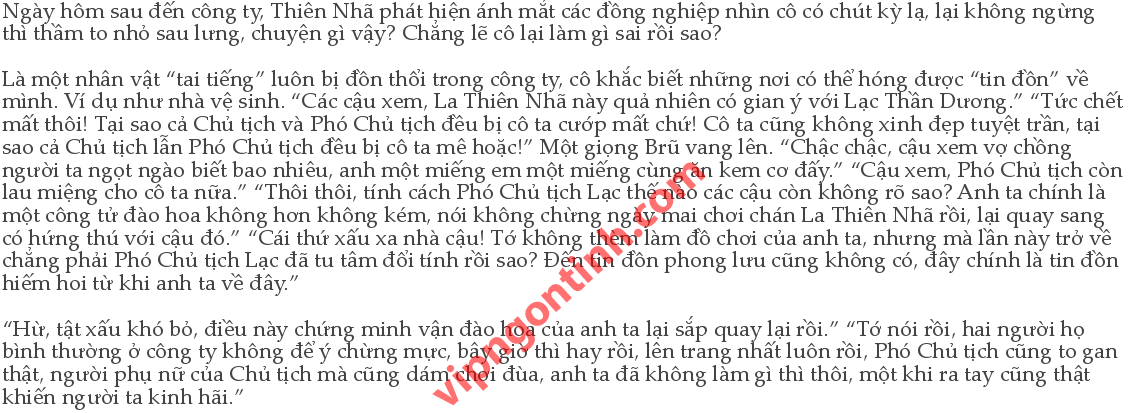 Ngày hôm sau đến công ty, Thiên Nhã phát hiện ánh mắt các đồng nghiệp nhìn cô có chút kỳ lạ, lại không ngừng
thì thầm to nhỏ sau lưng, chuyện gì vậy? Chẳng lẽ cô lại làm gì sai rồi sao?
Là một nhân vật “tai tiếng” luôn bị đồn thổi trong công ty, cô khắc biết những nơi có thể hóng được “tin đồn” về
mình. Ví dụ như nhà vệ sinh. “Các cậu xem, La Thiên Nhã này quả nhiên có gian ý với Lạc Thần Dương.” “Tức chết
mất thôi! Tại sao cả Chủ tịch và Phó Chủ tịch đều bị cô ta cướp mất chứ! Cô ta cũng không xinh đẹp tuyệt trần, tại
sao cả Chủ tịch lẫn Phó Chủ tịch đều bị cô ta mê hoặc!” Một giọng Brũ vang lên. “Chậc chậc, cậu xem vợ chồng
người ta ngọt ngào biết bao nhiêu, anh một miếng em một miếng cùng ăn kem cơ đấy.” “Cậu xem, Phó Chủ tịch còn
lau miệng cho cô ta nữa.” “Thôi thôi, tính cách Phó Chủ tịch Lạc thế nào các cậu còn không rõ sao? Anh ta chính là
một công tử đào hoa không hơn không kém, nói không chừng ngày mai chơi chán La Thiên Nhã rồi, lại quay sang
có hứng thú với cậu đó.” “Cái thứ xấu xa nhà cậu! Tớ không thèm làm đồ chơi của anh ta, nhưng mà lần này trở về
chẳng phải Phó Chủ tịch Lạc đã tu tâm đổi tính rồi sao? Đến tin đồn phong lưu cũng không có, đây chính là tin đồn
hiếm hoi từ khi anh ta về đây.”
“Hừ, tật xấu khó bỏ, điều này chứng minh vận đào hoa của anh ta lại sắp quay lại rồi.” “Tớ nói rồi, hai người họ
bình thường ở công ty không để ý chừng mực, bây giờ thì hay rồi, lên trang nhất luôn rồi, Phó Chủ tịch cũng to gan
thật, người phụ nữ của Chủ tịch mà cũng dám chơi đùa, anh ta đã không làm gì thì thôi, một khi ra tay cũng thật
khiến người ta kinh hãi.”
vipngontinh.com